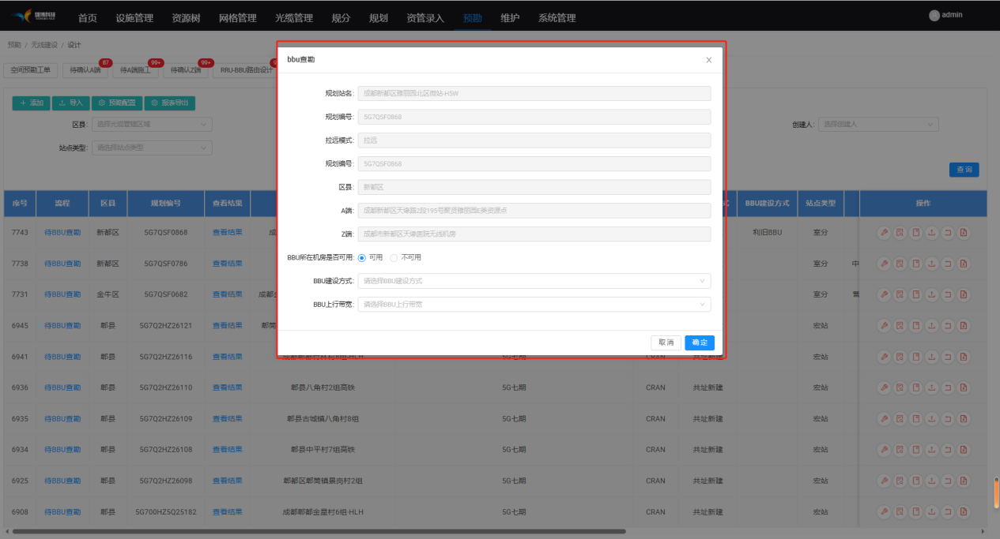 首页 设施管理 资源树 网格管理 光缆管理 规分 规划 资管录入 预勘 维护 系统管理 admin
预勘 / 无线建设 / 设计
空间预勘工单 待确认A端 87 待A端施工 99+ 待确认Z端 99+ RRU-BBU路由设计
添加 导入 预勘配置 报表导出
区县: 选择光缆管辖区域 创建人: 选择创建人
站点类型: 请选择站点类型
查询
bbu查勘
规划站名: 成都新都区雅丽园北区微站-H5W
规划编号: 5G7QSF0868
拉远模式: 拉远
规划编号: 5G7QSF0868
区县: 新都区
A端: 成都新都区天缘路2段195号馨贤雅丽园E类资源点
Z端: 成都市新都区天缘医院无线机房
BBU所在机房是否可用: 可用 不可用
BBU建设方式: 请选择BBU建设方式
BBU上行带宽: 请选择BBU上行带宽
取消 确定
序号 流程 区县 规划编号 查看结果 式 BBU建设方式 站点类型 操作
7743 待BBU查勘 新都区 5G7QSF0868 查看结果 成 利旧BBU 室分
7738 待BBU查勘 新都区 5G7QSF0786 查看结果 室分 中
7731 待BBU查勘 金牛区 5G7QSF0682 查看结果 成都金 室分 营
6945 待BBU查勘 郫县 5G7Q2HZ26121 查看结果 郫筒 宏站
6941 待BBU查勘 郫县 5G7Q2HZ26116 查看结果 5G七期 CRAN 共址新建 宏站
6936 待BBU查勘 郫县 5G7Q2HZ26110 查看结果 郫县八角村2组高铁 5G七期 CRAN 共址新建 宏站
6935 待BBU查勘 郫县 5G7Q2HZ26109 查看结果 郫县古城镇八角村8组 5G七期 CRAN 共址新建 宏站
6934 待BBU查勘 郫县 5G7Q2HZ26108 查看结果 郫县中平村7组高铁 5G七期 CRAN 共址新建 宏站
6925 待BBU查勘 郫县 5G7Q2HZ26098 查看结果 郫都区郫筒镇晨岗村2组 5G七期 CRAN 共址新建 宏站
6908 待BBU查勘 郫县 5G700HZ5Q25182 查看结果 成都郫都金星村6组-HLH 5G七期 CRAN 共址新建 宏站